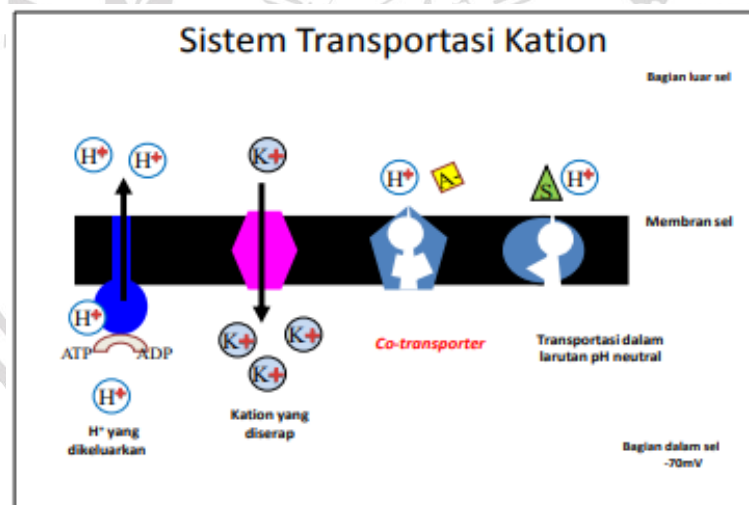 Sistem Transportasi Kation
Bagian luar sel
H+ H+ K+ H+ A- S H+
Membran sel
H+
ATP ADP
K+ K+ K+
Co-transporter
Transportasi dalam
larutan pH neutral
H+
H+ yang
dikeluarkan
Kation yang
diserap
Bagian dalam sel
-70mV